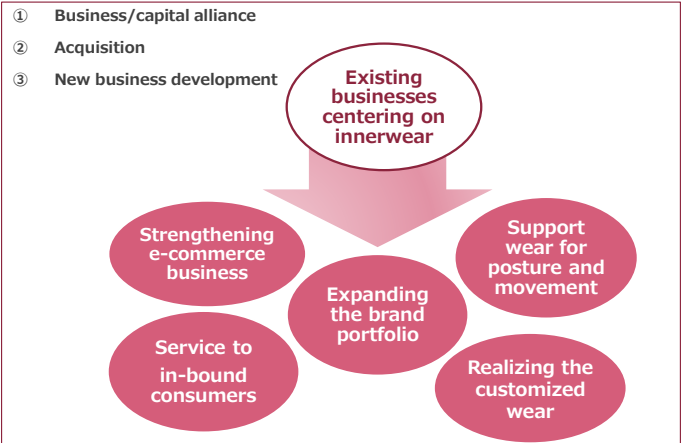 ① Business/capital alliance
② Acquisition
③ New business development
Existing
businesses
centering on
innerwear
Strengthening
e-commerce
business
Support
wear for
posture and
movement
Expanding
the brand
portfolio
Service to
in-bound
consumers
Realizing the
customized
wear